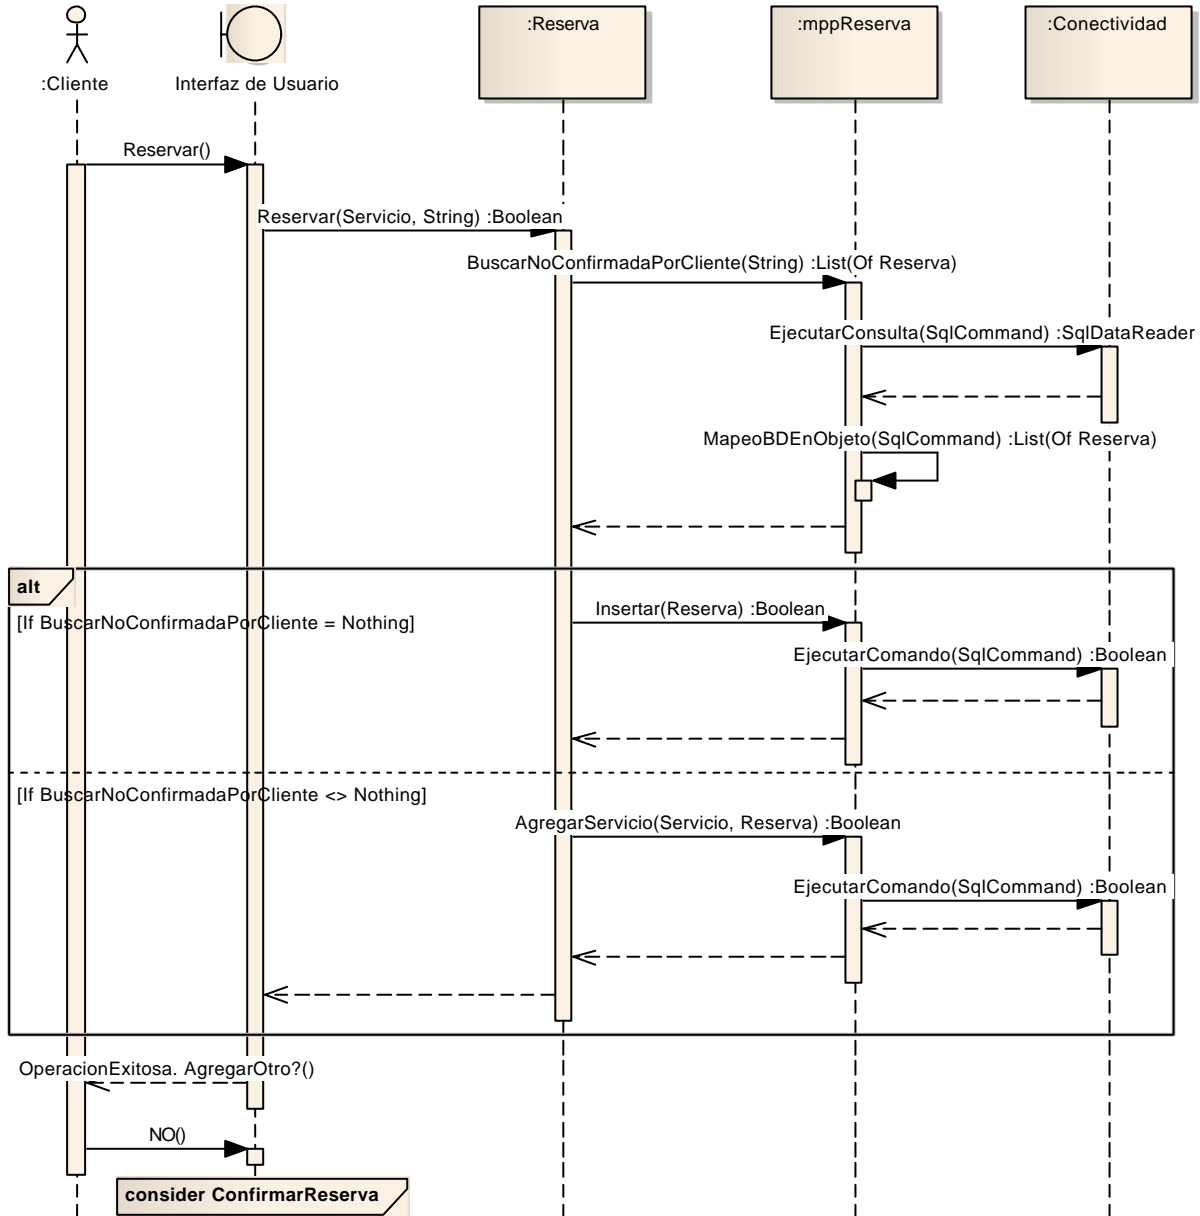 :Cliente
Interfaz de Usuario
:Reserva
:mppReserva
:Conectividad
Reservar()
Reservar(Servicio, String) :Boolean
BuscarNoConfirmadaPorCliente(String) :List(Of Reserva)
EjecutarConsulta(SqlCommand) :SqlDataReader
MapeoBDEnObjeto(SqlCommand) :List(Of Reserva)
alt
[If BuscarNoConfirmadaPorCliente = Nothing]
Insertar(Reserva) :Boolean
EjecutarComando(SqlCommand) :Boolean
[If BuscarNoConfirmadaPorCliente <> Nothing]
AgregarServicio(Servicio, Reserva) :Boolean
EjecutarComando(SqlCommand) :Boolean
OperacionExitosa. AgregarOtro?()
NO()
consider ConfirmarReserva